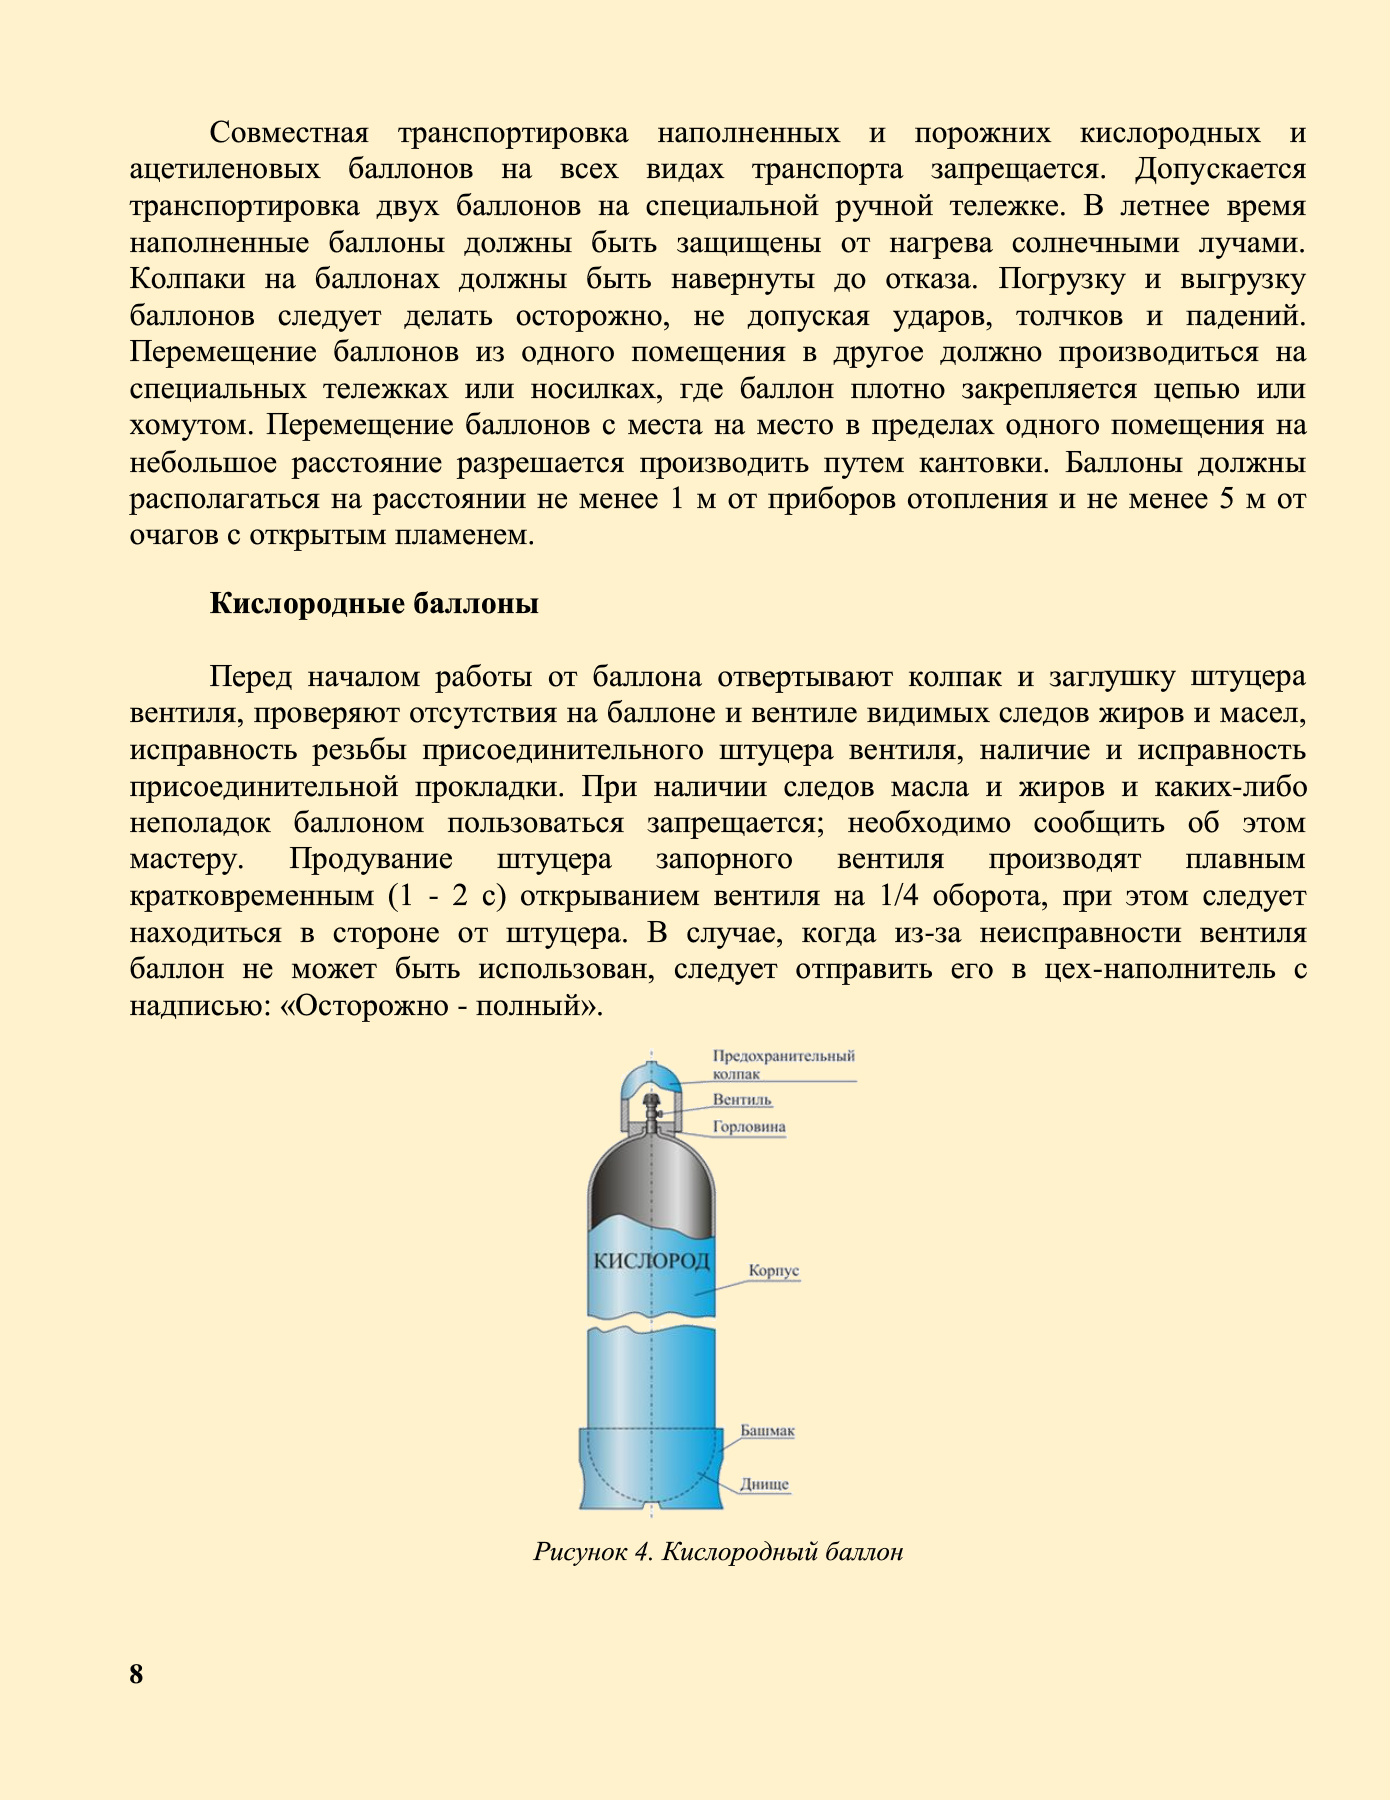 Совместная транспортировка наполненных и порожних кислородных и
ацетиленовых баллонов на всех видах транспорта запрещается. Допускается
транспортировка двух баллонов на специальной ручной тележке. В летнее время
наполненные баллоны должны быть защищены от нагрева солнечными лучами.
Колпаки на баллонах должны быть навернуты до отказа. Погрузку и выгрузку
баллонов следует делать осторожно, не допуская ударов, толчков и падений.
Перемещение баллонов из одного помещения в другое должно производиться на
специальных тележках или носилках, где баллон плотно закрепляется цепью или
хомутом. Перемещение баллонов с места на место в пределах одного помещения на
небольшое расстояние разрешается производить путем кантовки. Баллоны должны
располагаться на расстоянии не менее 1 м от приборов отопления и не менее 5 м от
очагов с открытым пламенем.
Кислородные баллоны
Перед началом работы от баллона отвертывают колпак и заглушку штуцера
вентиля, проверяют отсутствия на баллоне и вентиле видимых следов жиров и масел,
исправность резьбы присоединительного штуцера вентиля, наличие и исправность
присоединительной прокладки. При наличии следов масла и жиров и каких-либо
неполадок баллоном пользоваться запрещается; необходимо сообщить об этом
мастеру. Продувание штуцера запорного вентиля производят плавным
кратковременным (1 - 2 с) открыванием вентиля на 1/4 оборота, при этом следует
находиться в стороне от штуцера. В случае, когда из-за неисправности вентиля
баллон не может быть использован, следует отправить его в цех-наполнитель с
надписью: «Осторожно - полный».
Предохранительный
колпак
Вентиль
Горловина
КИСЛОРОД
Корпус
Башмак
Днище
Рисунок 4. Кислородный баллон
8